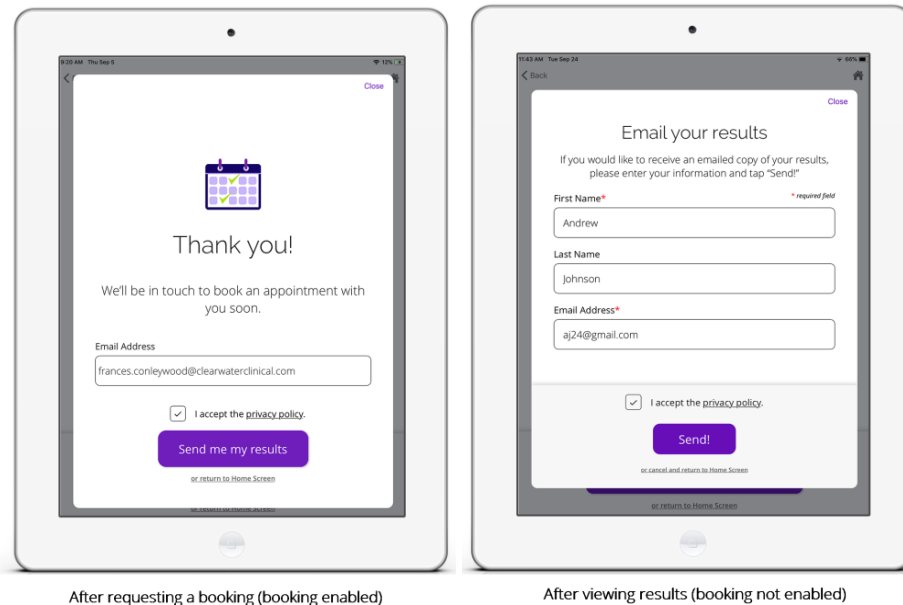 9:20 AM Thu Sep 5
12%
Close
Thank you!
We'll be in touch to book an appointment with
you soon.
Email Address
frances.conleywood@clearwaterclinical.com
I accept the privacy policy.
Send me my results
or return to Home Screen
or return to Home Screen
After requesting a booking (booking enabled)
11:43 AM Tue Sep 24
66%
Back
Close
Email your results
If you would like to receive an emailed copy of your results,
please enter your information and tap "Send!"
First Name*
* required field
Andrew
Last Name
Johnson
Email Address*
aj24@gmail.com
I accept the privacy policy.
Send!
or cancel and return to Home Screen
or return to Home Screen
After viewing results (booking not enabled)